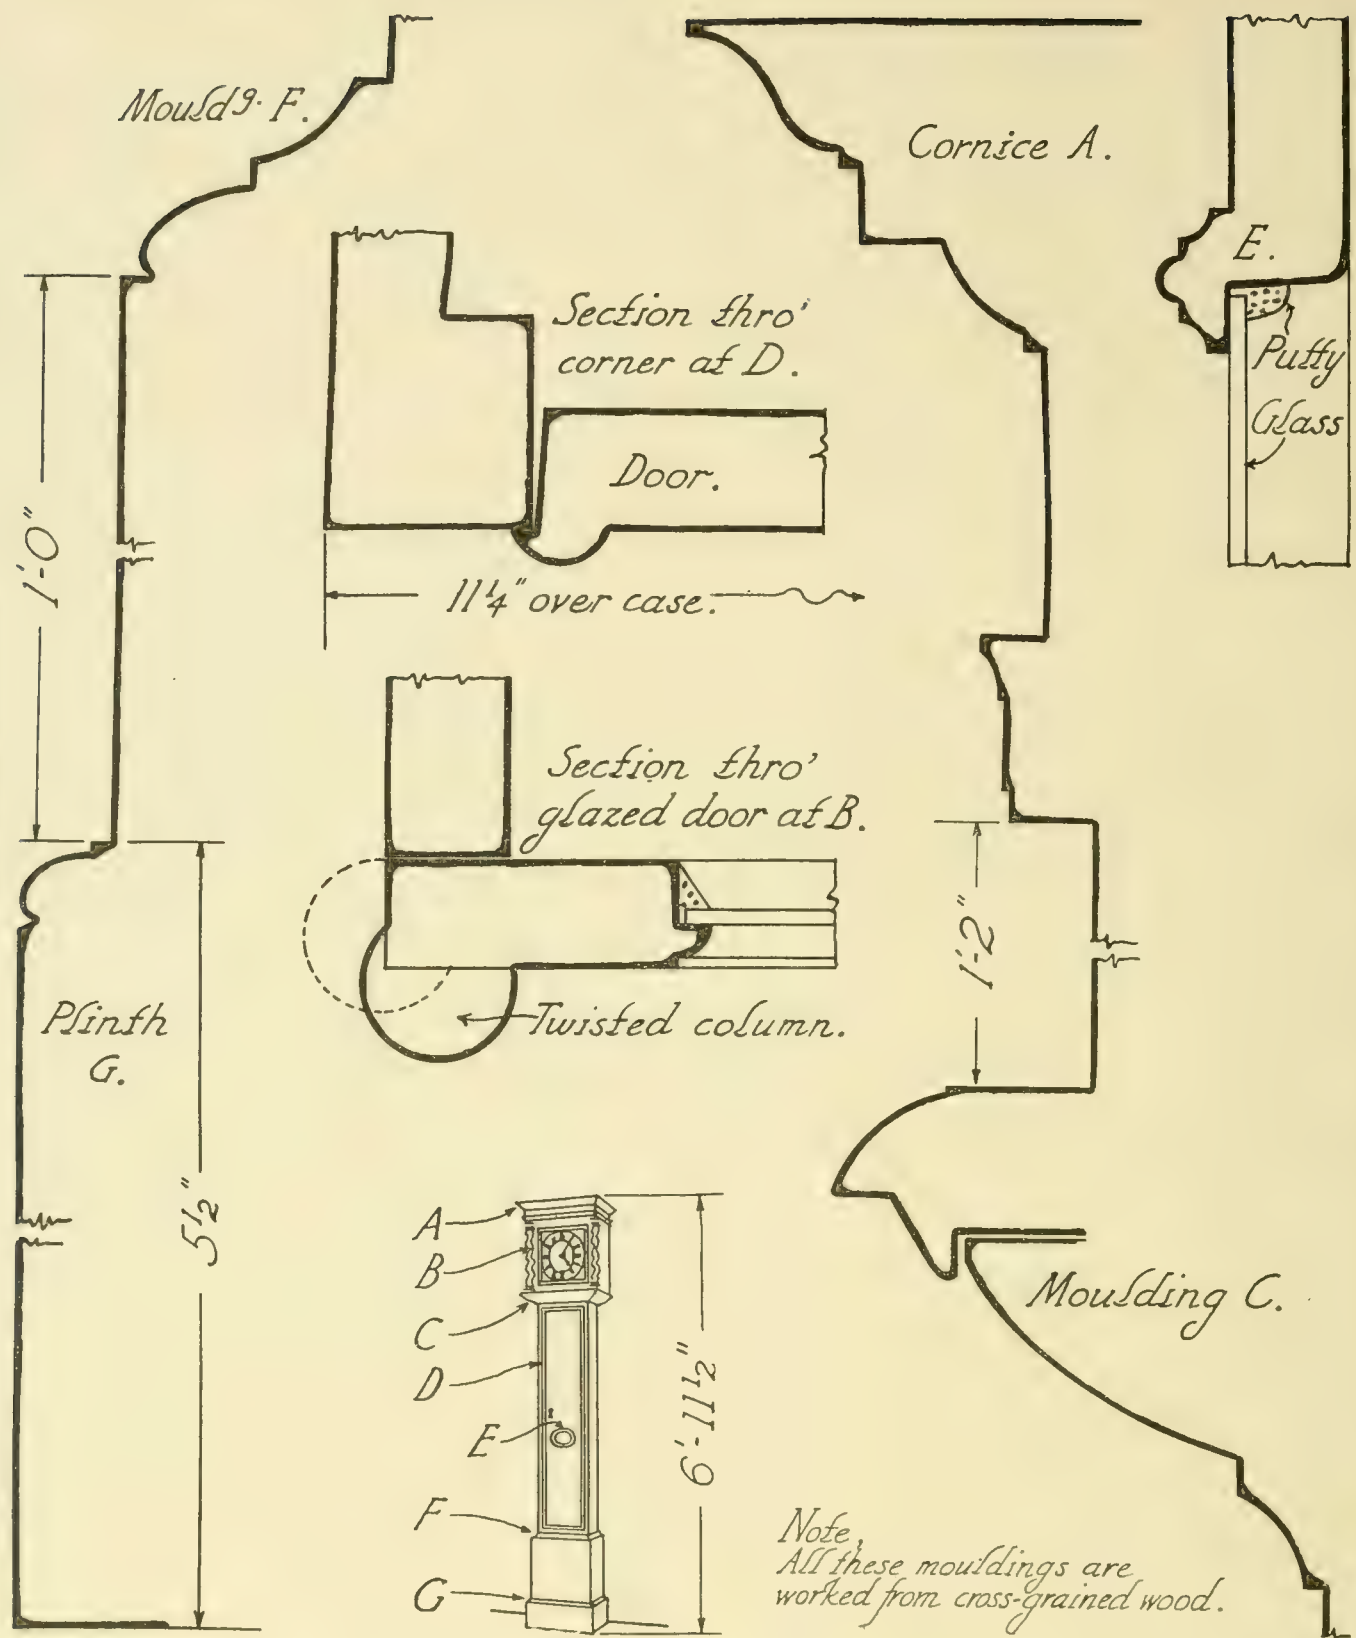 Mould⁹· F.
Cornice A.
E.
Putty
Glass
Section thro'
corner at D.
Door.
11¼" over case.
1'-0"
Section thro'
glazed door at B.
Twisted column.
1'-2"
Plinth
G.
5½"
A
B
C
D
E
F
G
6'-11½"
Moulding C.
Note,
All these mouldings are
worked from cross-grained wood.